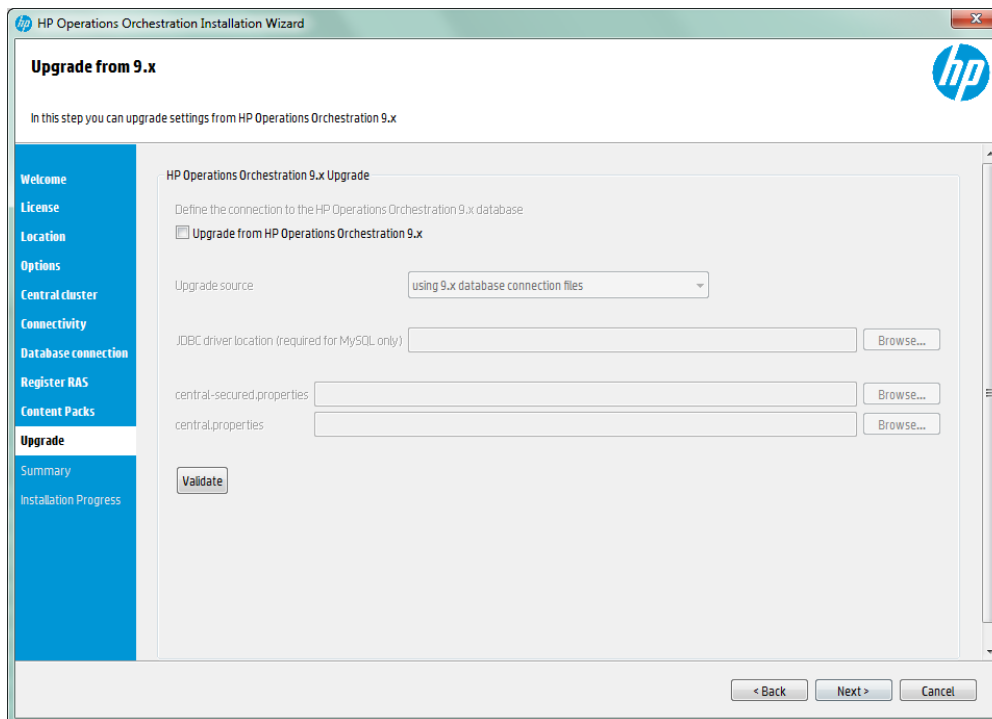 HP Operations Orchestration Installation Wizard
Upgrade from 9.x
In this step you can upgrade settings from HP Operations Orchestration 9.x
hp
Welcome
License
Location
Options
Central cluster
Connectivity
Database connection
Register RAS
Content Packs
Upgrade
Summary
Installation Progress
HP Operations Orchestration 9.x Upgrade
Define the connection to the HP Operations Orchestration 9.x database
Upgrade from HP Operations Orchestration 9.x
Upgrade source using 9.x database connection files
JDBC driver location (required for MySQL only) Browse...
central-secured.properties Browse...
central.properties Browse...
Validate
< Back Next > Cancel